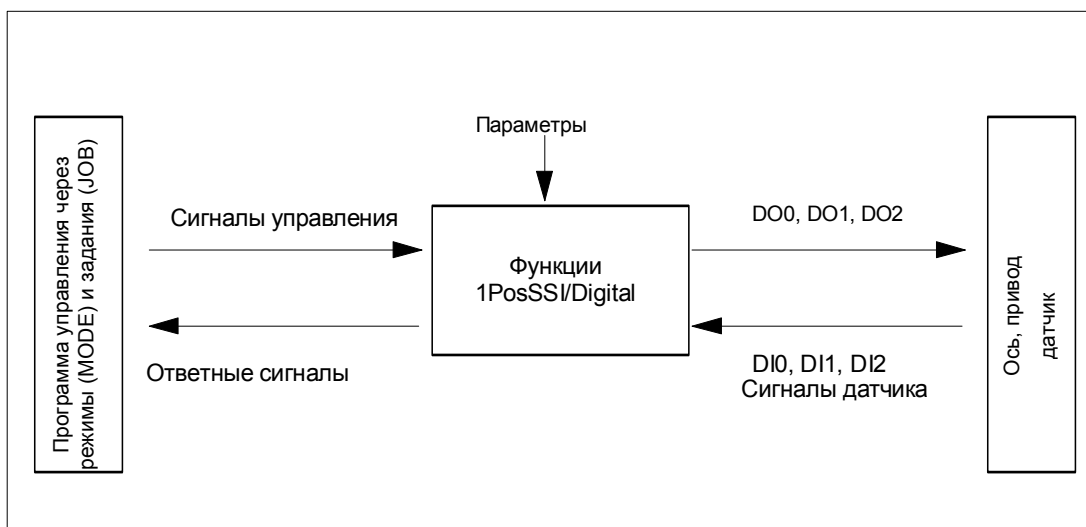 Программа управления через
режимы (MODE) и задания (JOB)
Параметры
Сигналы управления
Ответные сигналы
Функции
1PosSSI/Digital
DO0, DO1, DO2
DI0, DI1, DI2
Сигналы датчика
Ось, привод
датчик